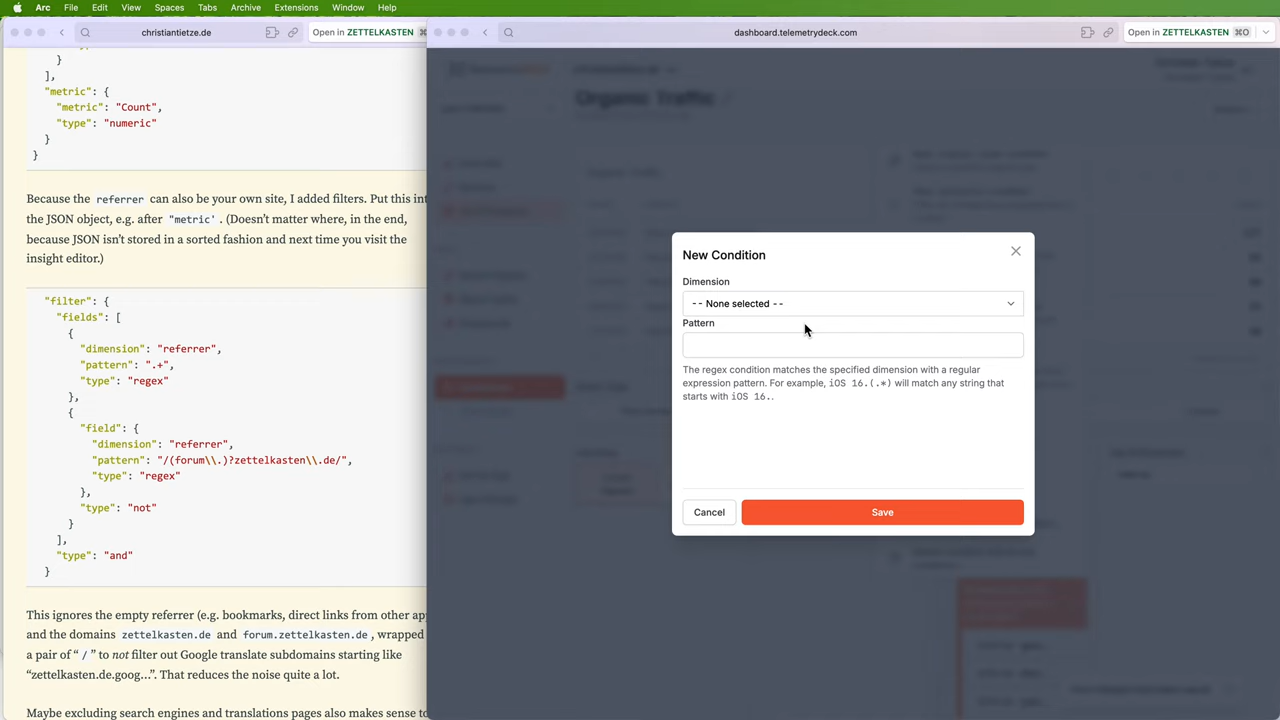 Arc File Edit View Spaces Tabs Archive Extensions Window Help
christiantietze.de
Open in ZETTELKASTEN
dashboard.telemetrydeck.com
Open in ZETTELKASTEN ⌘O
}
],
"metric": {
"metric": "Count",
"type": "numeric"
}
}
Because the referrer can also be your own site, I added filters. Put this int
the JSON object, e.g. after "metric'. (Doesn't matter where, in the end,
because JSON isn't stored in a sorted fashion and next time you visit the
insight editor.)
"filter": {
"fields": [
{
"dimension": "referrer",
"pattern": ".+",
"type": "regex"
},
{
"field": {
"dimension": "referrer",
"pattern": "/(forum\\.)?zettelkasten\\.de/",
"type": "regex"
},
"type": "not"
}
],
"type": "and"
}
This ignores the empty referrer (e.g. bookmarks, direct links from other app
and the domains zettelkasten.de and forum.zettelkasten.de, wrapped
a pair of “/” to not filter out Google translate subdomains starting like
“zettelkasten.de.goog…”. That reduces the noise quite a lot.
Maybe excluding search engines and translations pages also makes sense to
Organic Traffic
New Condition
Dimension
-- None selected --
Pattern
The regex condition matches the specified dimension with a regular
expression pattern. For example, iOS 16.(.*) will match any string that
starts with iOS 16..
Cancel
Save